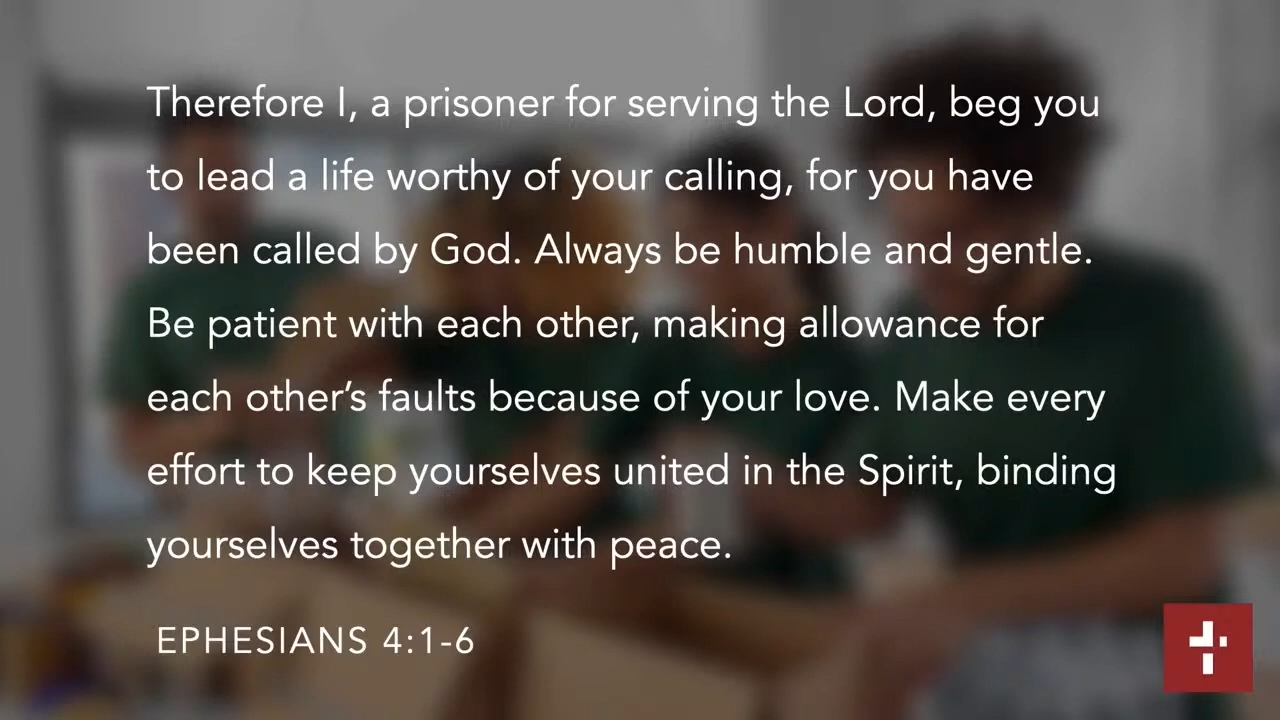 Therefore I, a prisoner for serving the Lord, beg you
to lead a life worthy of your calling, for you have
been called by God. Always be humble and gentle.
Be patient with each other, making allowance for
each other’s faults because of your love. Make every
effort to keep yourselves united in the Spirit, binding
yourselves together with peace.
EPHESIANS 4:1-6